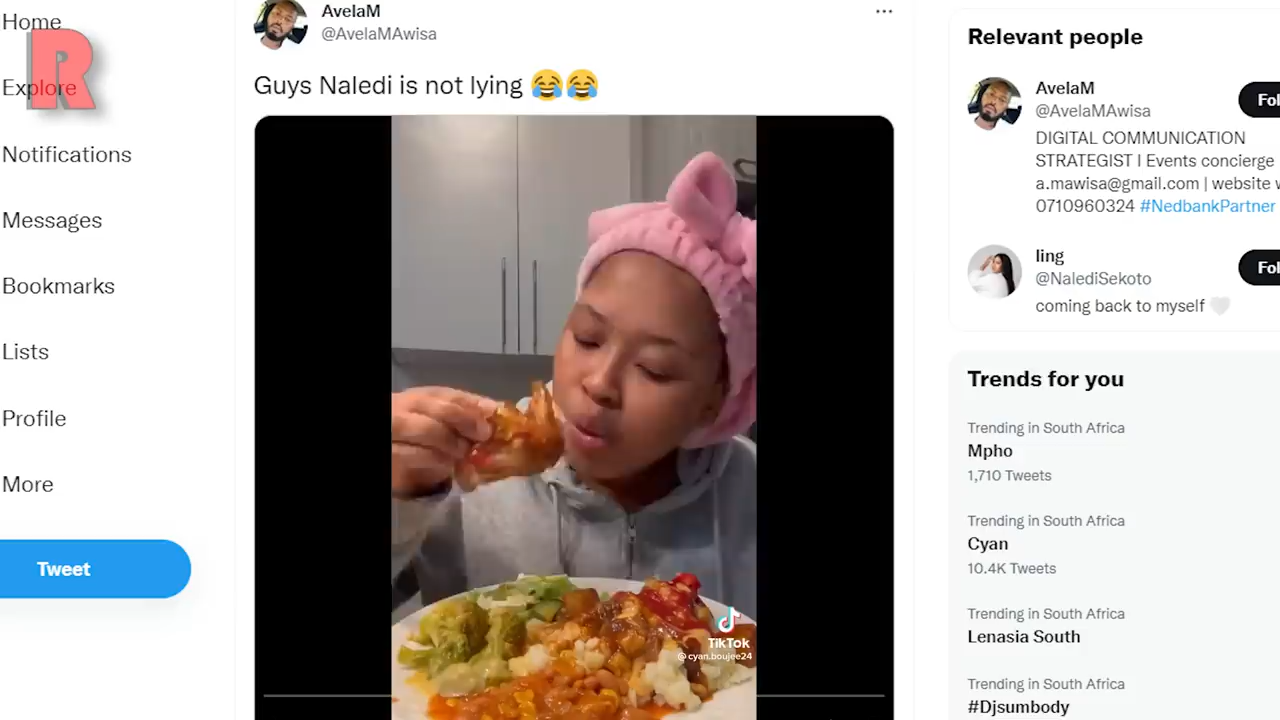 Home
R
Explore
Notifications
Messages
Bookmarks
Lists
Profile
More
Tweet
AvelaM
@AvelaMAwisa
Guys Naledi is not lying 😂😂
TikTok
@cyan.boujee24
Relevant people
AvelaM
@AvelaMAwisa
DIGITAL COMMUNICATION
STRATEGIST I Events concierge
a.mawisa@gmail.com | website w
0710960324 #NedbankPartner
Fol
ling
@NalediSekoto
coming back to myself 🤍
Fol
Trends for you
Trending in South Africa
Mpho
1,710 Tweets
Trending in South Africa
Cyan
10.4K Tweets
Trending in South Africa
Lenasia South
Trending in South Africa
#Djsumbody